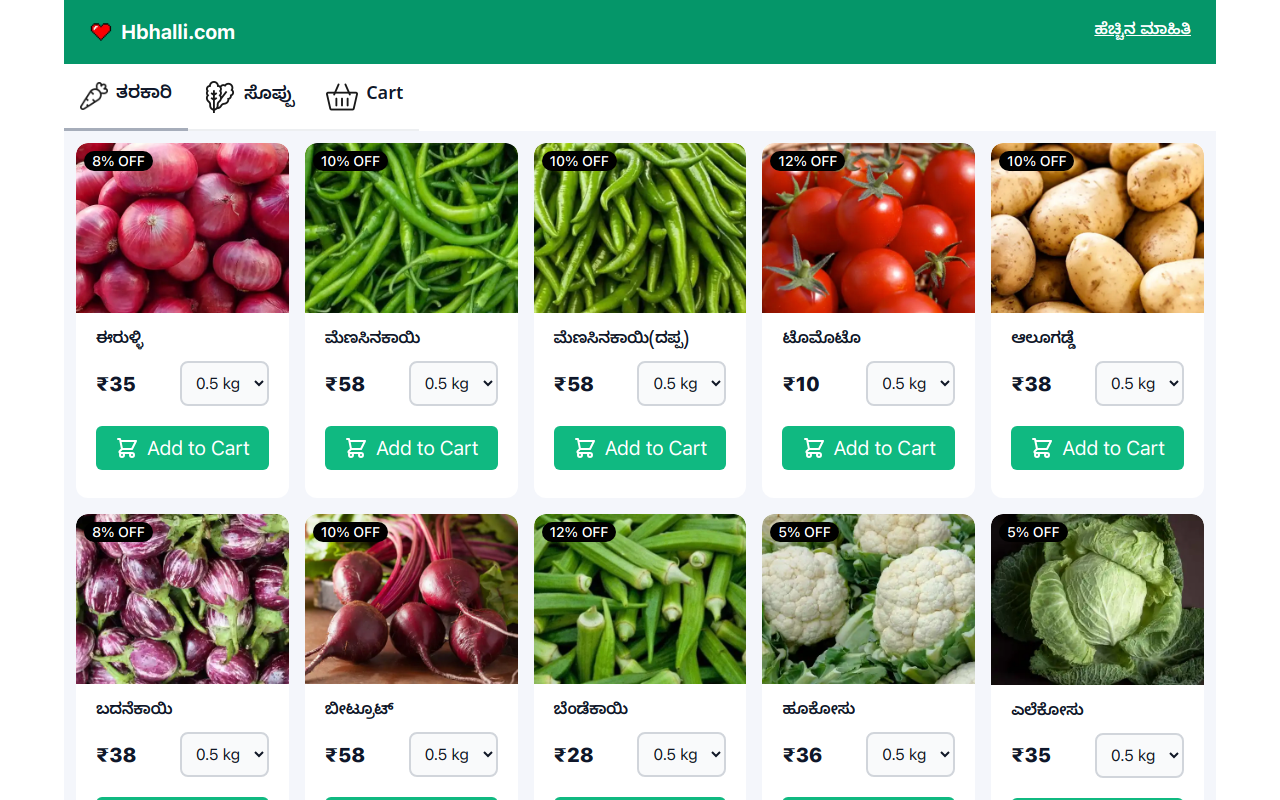 Hbhalli.com
ಹೆಚ್ಚಿನ ಮಾಹಿತಿ
ತರಕಾರಿ ಸೊಪ್ಪು Cart
8% OFF 10% OFF 10% OFF 12% OFF 10% OFF
ಈರುಳ್ಳಿ ಮೆಣಸಿನಕಾಯಿ ಮೆಣಸಿನಕಾಯಿ(ದಪ್ಪ) ಟೊಮೊಟೊ ಆಲೂಗಡ್ಡೆ
₹35 0.5 kg ₹58 0.5 kg ₹58 0.5 kg ₹10 0.5 kg ₹38 0.5 kg
Add to Cart Add to Cart Add to Cart Add to Cart Add to Cart
8% OFF 10% OFF 12% OFF 5% OFF 5% OFF
ಬದನೆಕಾಯಿ ಬೀಟ್ರೂಟ್ ಬೆಂಡೆಕಾಯಿ ಹೂಕೋಸು ಎಲೆಕೋಸು
₹38 0.5 kg ₹58 0.5 kg ₹28 0.5 kg ₹36 0.5 kg ₹35 0.5 kg